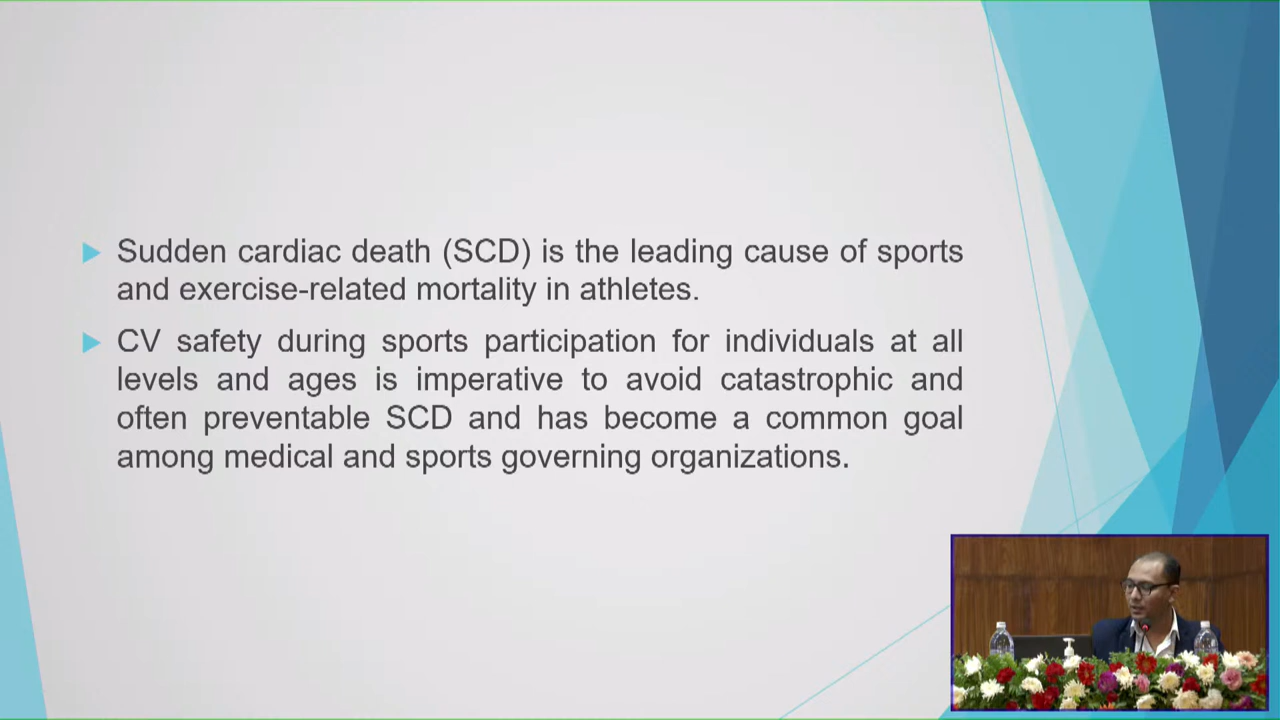 Sudden cardiac death (SCD) is the leading cause of sports
and exercise-related mortality in athletes.
CV safety during sports participation for individuals at all
levels and ages is imperative to avoid catastrophic and
often preventable SCD and has become a common goal
among medical and sports governing organizations.